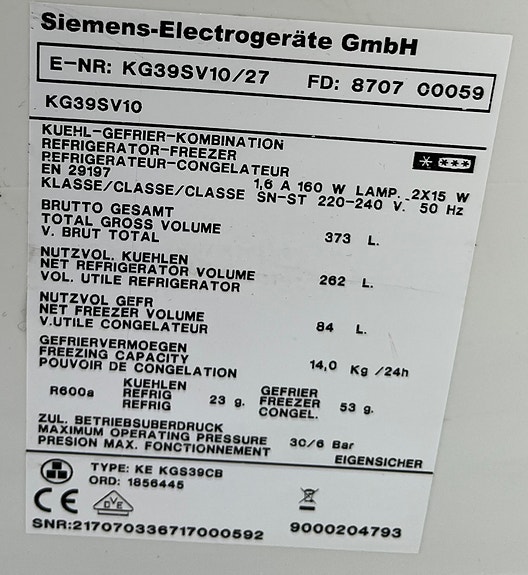 Siemens-Electrogeräte GmbH
E-NR: KG39SV10/27 FD: 8707 00059
KG39SV10
KUEHL-GEFRIER-KOMBINATION
REFRIGERATOR-FREEZER
REFRIGERATEUR-CONGELATEUR
EN 29197 1,6 A 160 W LAMP. 2X15 W
KLASSE/CLASSE/CLASSE SN-ST 220-240 V. 50 Hz
BRUTTO GESAMT
TOTAL GROSS VOLUME 373 L.
V. BRUT TOTAL
NUTZVOL. KUEHLEN
NET REFRIGERATOR VOLUME 262 L.
VOL. UTILE REFRIGERATOR
NUTZVOL GEFR
NET FREEZER VOLUME 84 L.
V.UTILE CONGELATEUR
GEFRIERVERMOEGEN
FREEZING CAPACITY 14,0 Kg /24h
POUVOIR DE CONGELATION
KUEHLEN GEFRIER
R600a REFRIG 23 g. FREEZER 53 g.
REFRIG CONGEL.
ZUL. BETRIEBSUBERDRUCK
MAXIMUM OPERATING PRESSURE 30/6 Bar
PRESION MAX. FONCTIONNEMENT EIGENSICHER
TYPE: KE KGS39CB
ORD: 1856445
CE DVE
SNR:217070336717000592 9000204793